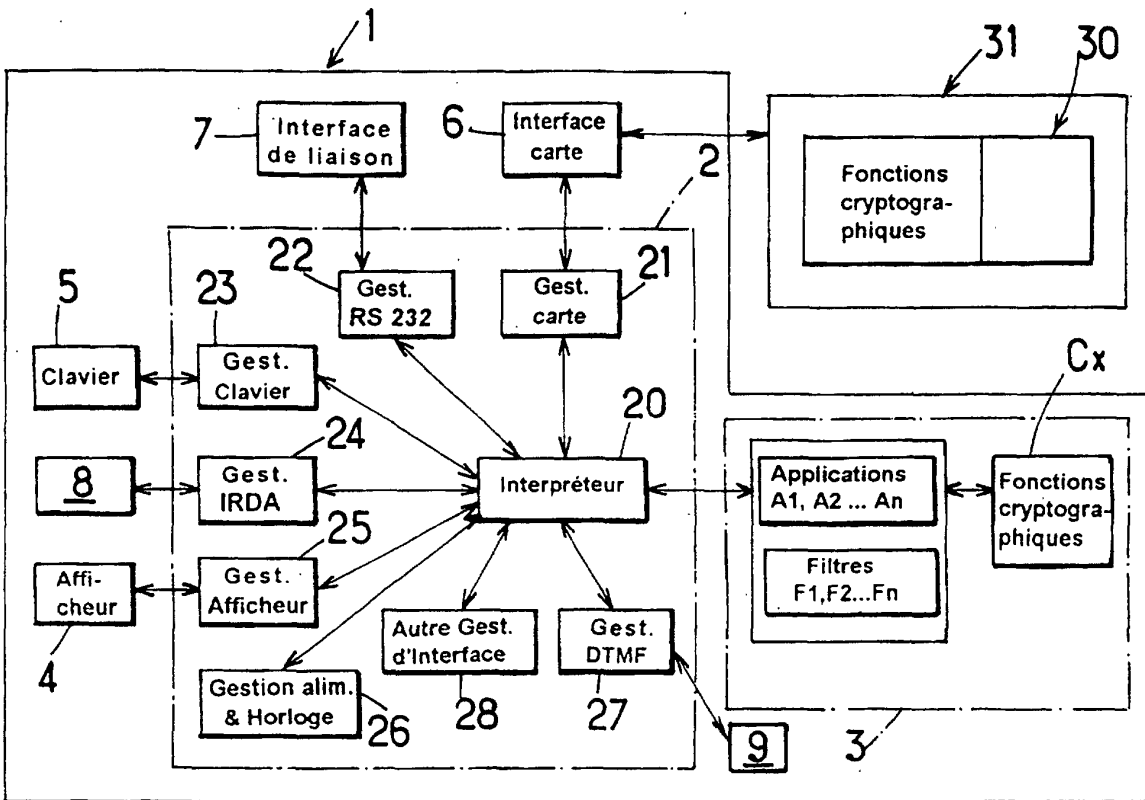 1
31
30
7
Interface
de liaison
6
Interface
carte
2
Fonctions
cryptogra-
phiques
22
Gest.
RS 232
21
Gest.
carte
5
Clavier
23
Gest.
Clavier
Cx
20
Interpréteur
24
Gest.
IRDA
8
Applications
A1, A2 ... An
Filtres
F1,F2...Fn
Fonctions
cryptogra-
phiques
25
Gest.
Afficheur
Affi-
cheur
4
Autre Gest.
d'Interface
28
Gest.
DTMF
27
Gestion alim.
& Horloge
26
9
3